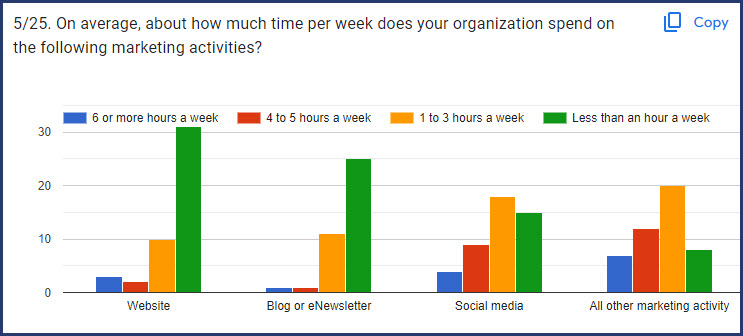 5/25. On average, about how much time per week does your organization spend on
the following marketing activities?
Copy
6 or more hours a week
4 to 5 hours a week
1 to 3 hours a week
Less than an hour a week
30
20
10
0
Website
Blog or eNewsletter
Social media
All other marketing activity